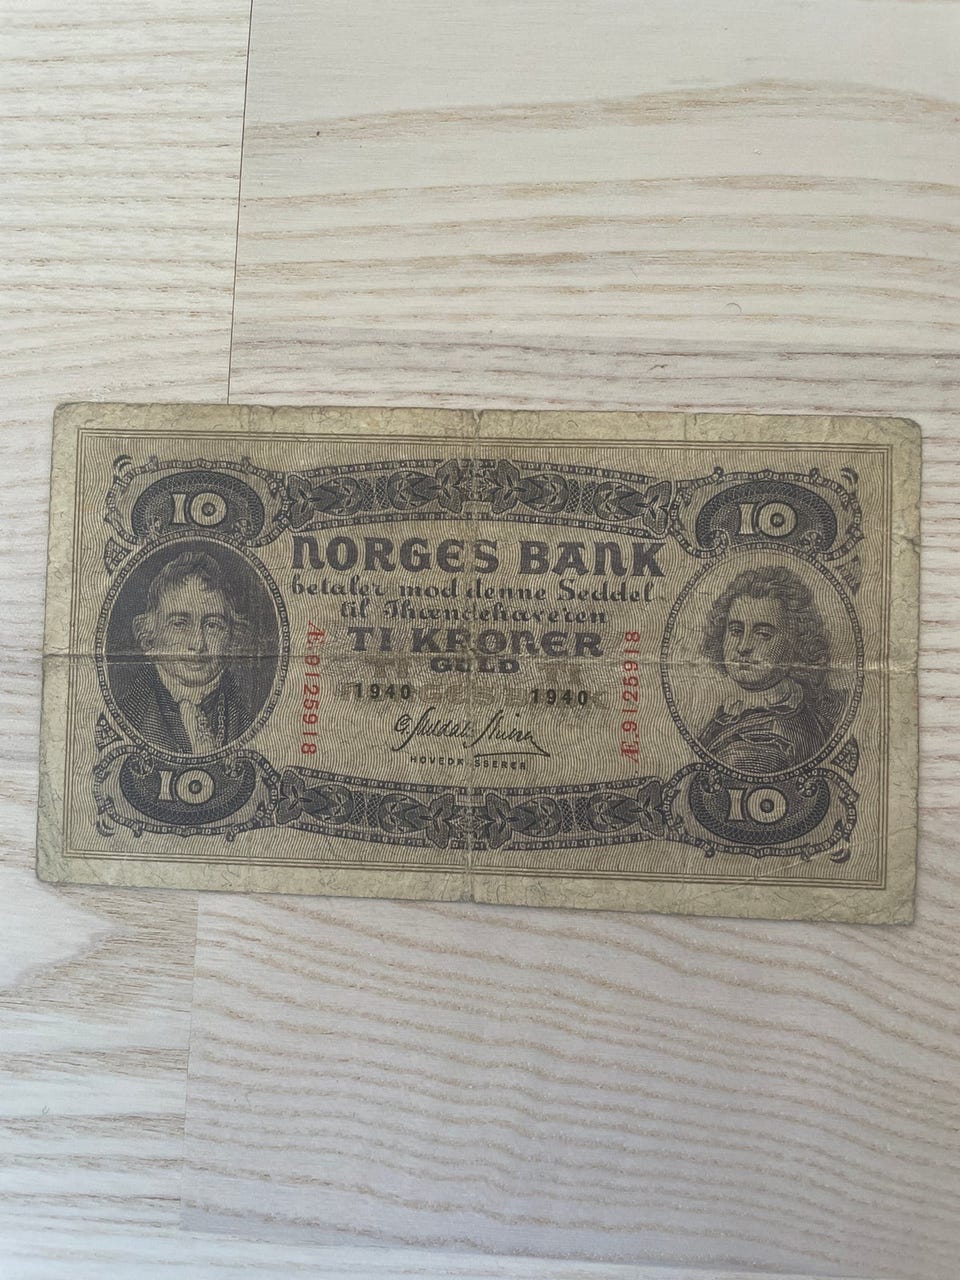 10 10
NORGES BANK
betaler mod denne Seddel
til Ihændehaveren
TI KRONER
GULD
Æ.9125918
Æ.9125918
1940 1940
HOVEDKASSERER
10 10